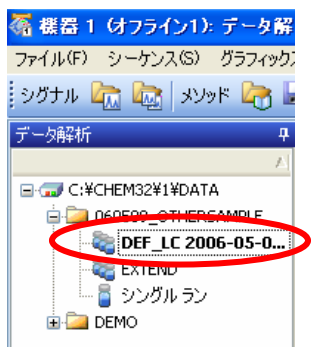 機器 1 (オフライン1): データ解
ファイル(F) シーケンス(S) グラフィックス
シグナル メソッド
データ解析
C:¥CHEM32¥1¥DATA
060509_OTHERSAMPLE
DEF_LC 2006-05-0...
EXTEND
シングル ラン
DEMO